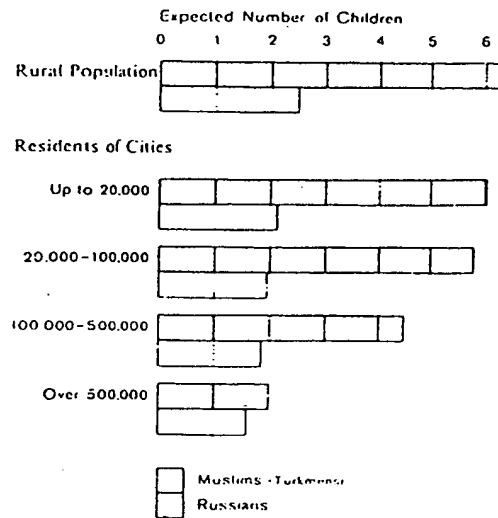 Expected Number of Children
0 1 2 3 4 5 6
Rural Population
Residents of Cities
Up to 20.000
20.000-100.000
100 000-500.000
Over 500.000
Muslims
Russians